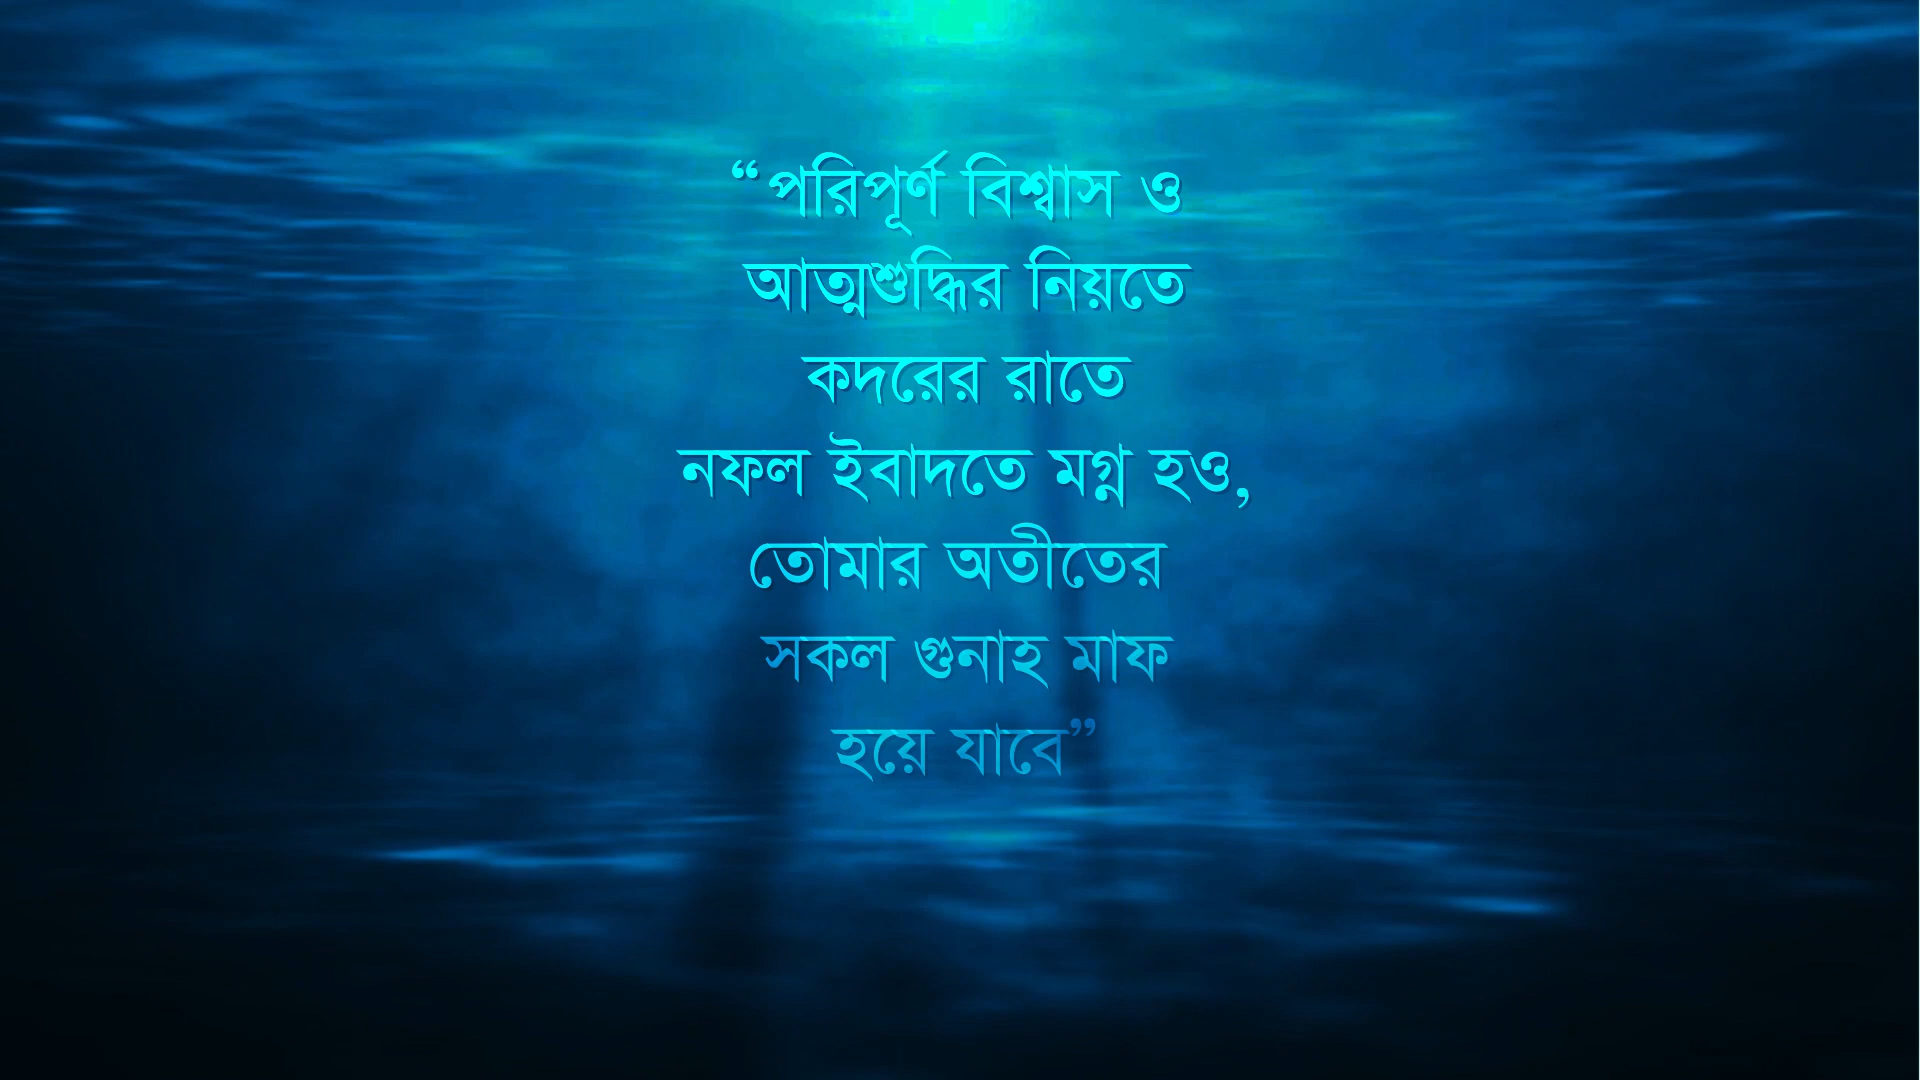 “পরিপূর্ণ বিশ্বাস ও
আত্মশুদ্ধির নিয়তে
কদরের রাতে
নফল ইবাদতে মগ্ন হও,
তোমার অতীতের
সকল গুনাহ মাফ
হয়ে যাবে”